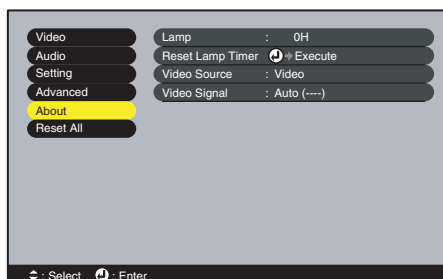 Video
Audio
Setting
Advanced
About
Reset All
Lamp : 0H
Reset Lamp Timer Execute
Video Source : Video
Video Signal : Auto (----)
: Select : Enter